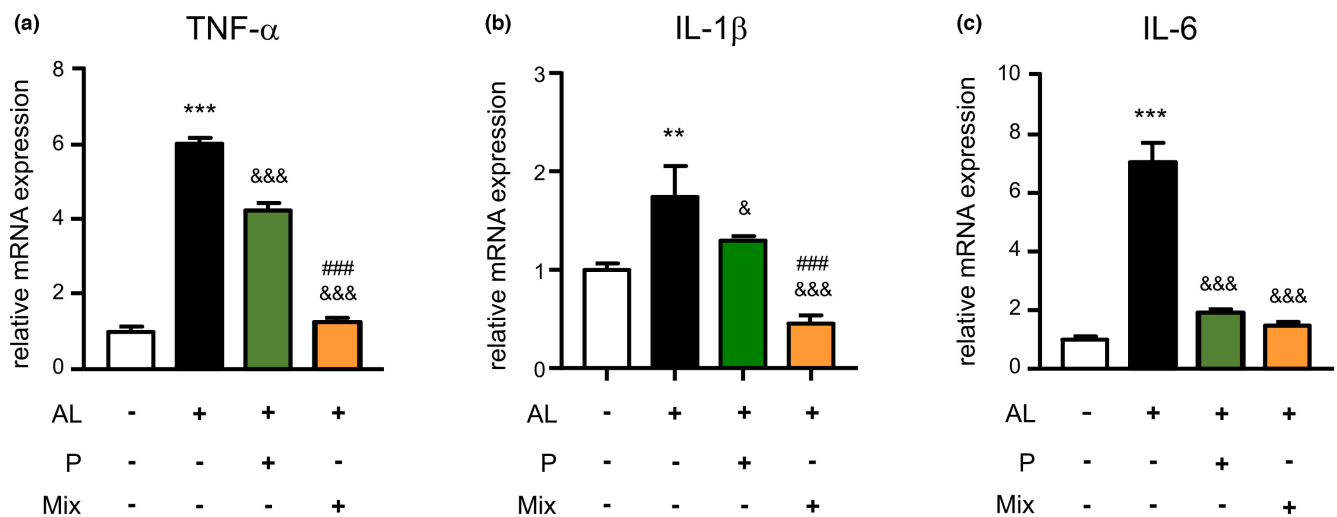 (a) TNF-α
relative mRNA expression
8
6
4
2
0
***
&&&
###
&&&
AL - + + +
P - - + -
Mix - - - +
(b) IL-1β
relative mRNA expression
3
2
1
0
**
&
###
&&&
AL - + + +
P - - + -
Mix - - - +
(c) IL-6
relative mRNA expression
10
8
6
4
2
0
***
&&&
&&&
AL - + + +
P - - + -
Mix - - - +